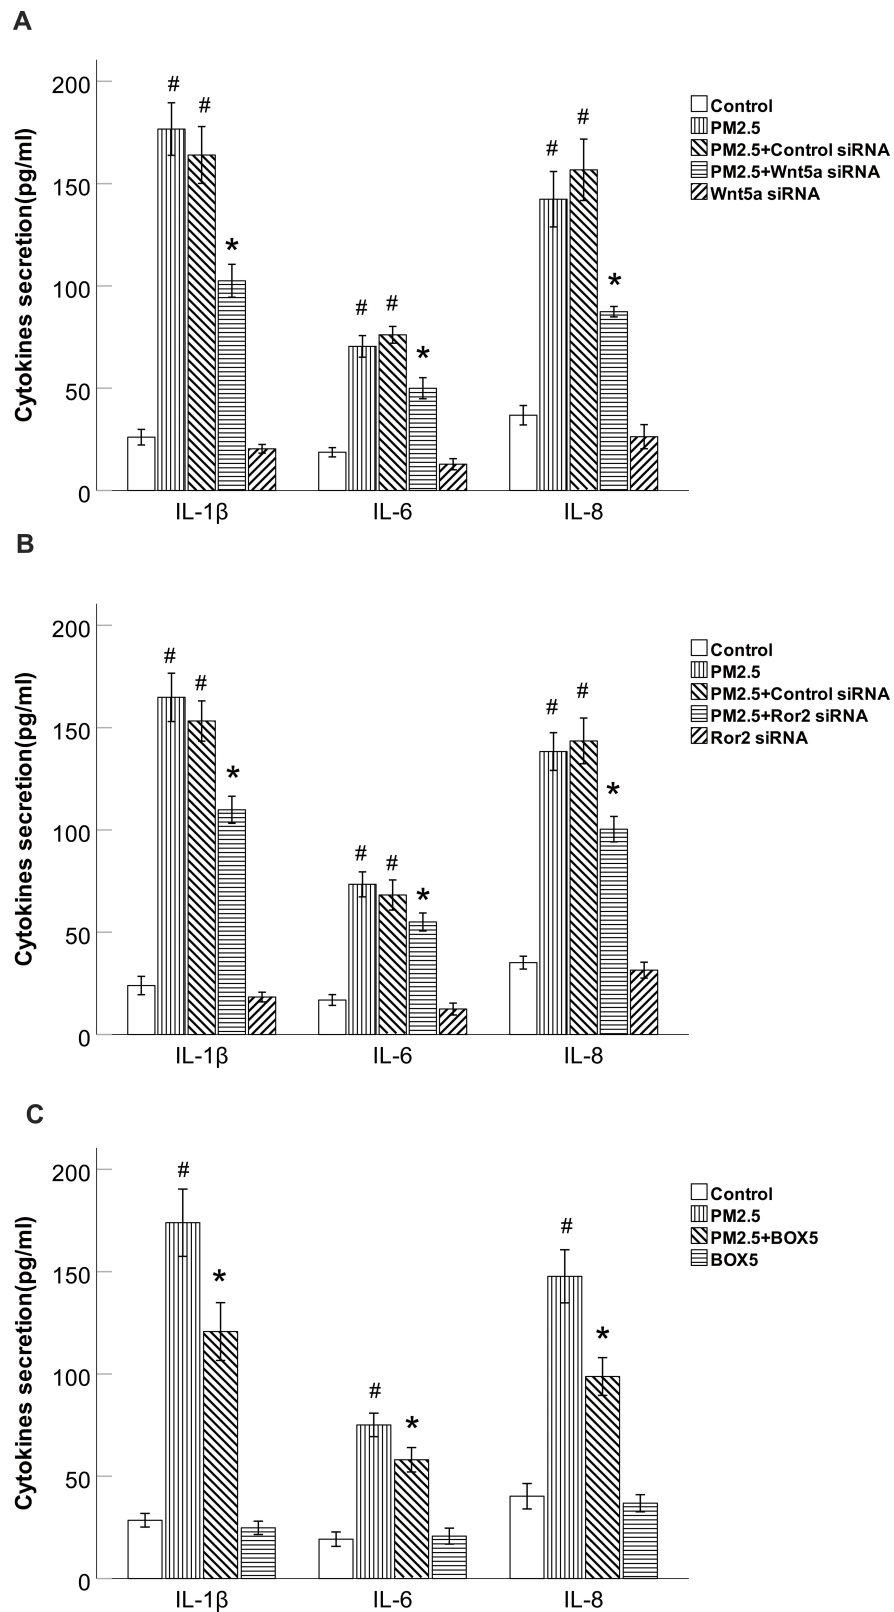 A
Cytokines secretion(pg/ml)
200
150
100
50
0
# # *
# # *
# # *
IL-1β IL-6 IL-8
Control
PM2.5
PM2.5+Control siRNA
PM2.5+Wnt5a siRNA
Wnt5a siRNA
B
Cytokines secretion(pg/ml)
200
150
100
50
0
# # *
# # *
# # *
IL-1β IL-6 IL-8
Control
PM2.5
PM2.5+Control siRNA
PM2.5+Ror2 siRNA
Ror2 siRNA
C
Cytokines secretion(pg/ml)
200
150
100
50
0
# *
# *
# *
IL-1β IL-6 IL-8
Control
PM2.5
PM2.5+BOX5
BOX5